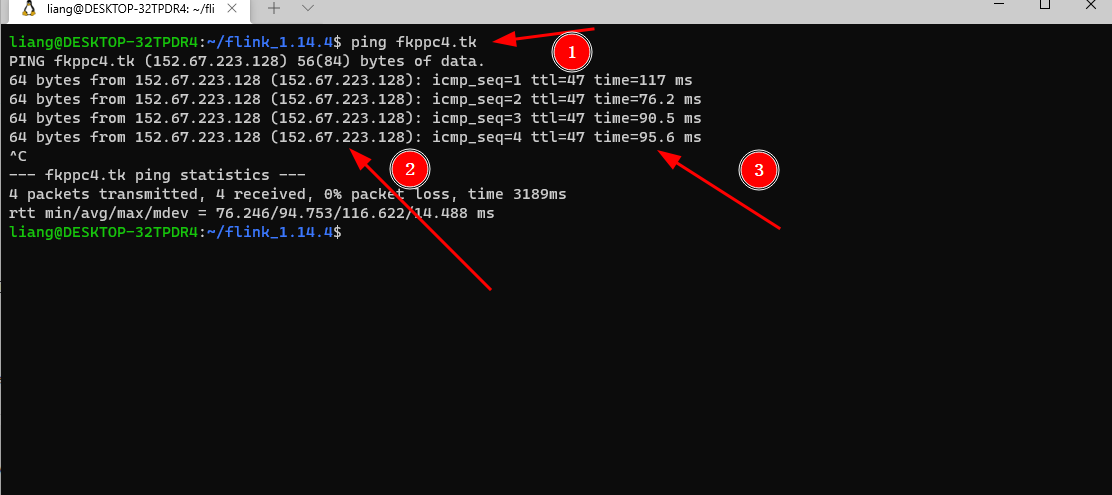 liang@DESKTOP-32TPDR4: ~/fli
liang@DESKTOP-32TPDR4:~/flink_1.14.4$ ping fkppc4.tk
1
PING fkppc4.tk (152.67.223.128) 56(84) bytes of data.
64 bytes from 152.67.223.128 (152.67.223.128): icmp_seq=1 ttl=47 time=117 ms
64 bytes from 152.67.223.128 (152.67.223.128): icmp_seq=2 ttl=47 time=76.2 ms
64 bytes from 152.67.223.128 (152.67.223.128): icmp_seq=3 ttl=47 time=90.5 ms
64 bytes from 152.67.223.128 (152.67.223.128): icmp_seq=4 ttl=47 time=95.6 ms
^C
2
3
--- fkppc4.tk ping statistics ---
4 packets transmitted, 4 received, 0% packet loss, time 3189ms
rtt min/avg/max/mdev = 76.246/94.753/116.622/14.488 ms
liang@DESKTOP-32TPDR4:~/flink_1.14.4$